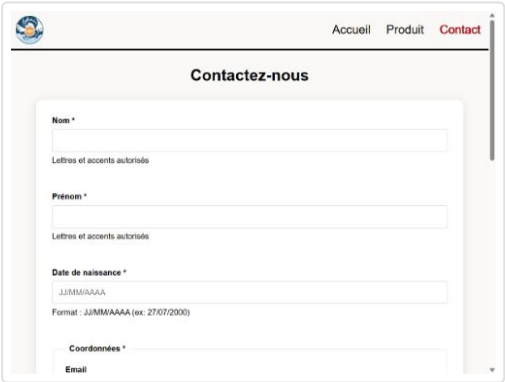 Accueil Produit Contact
Contactez-nous
Nom *
Lettres et accents autorisés
Prénom *
Lettres et accents autorisés
Date de naissance *
JJ/MM/AAAA
Format : JJ/MM/AAAA (ex: 27/07/2000)
Coordonnées *
Email